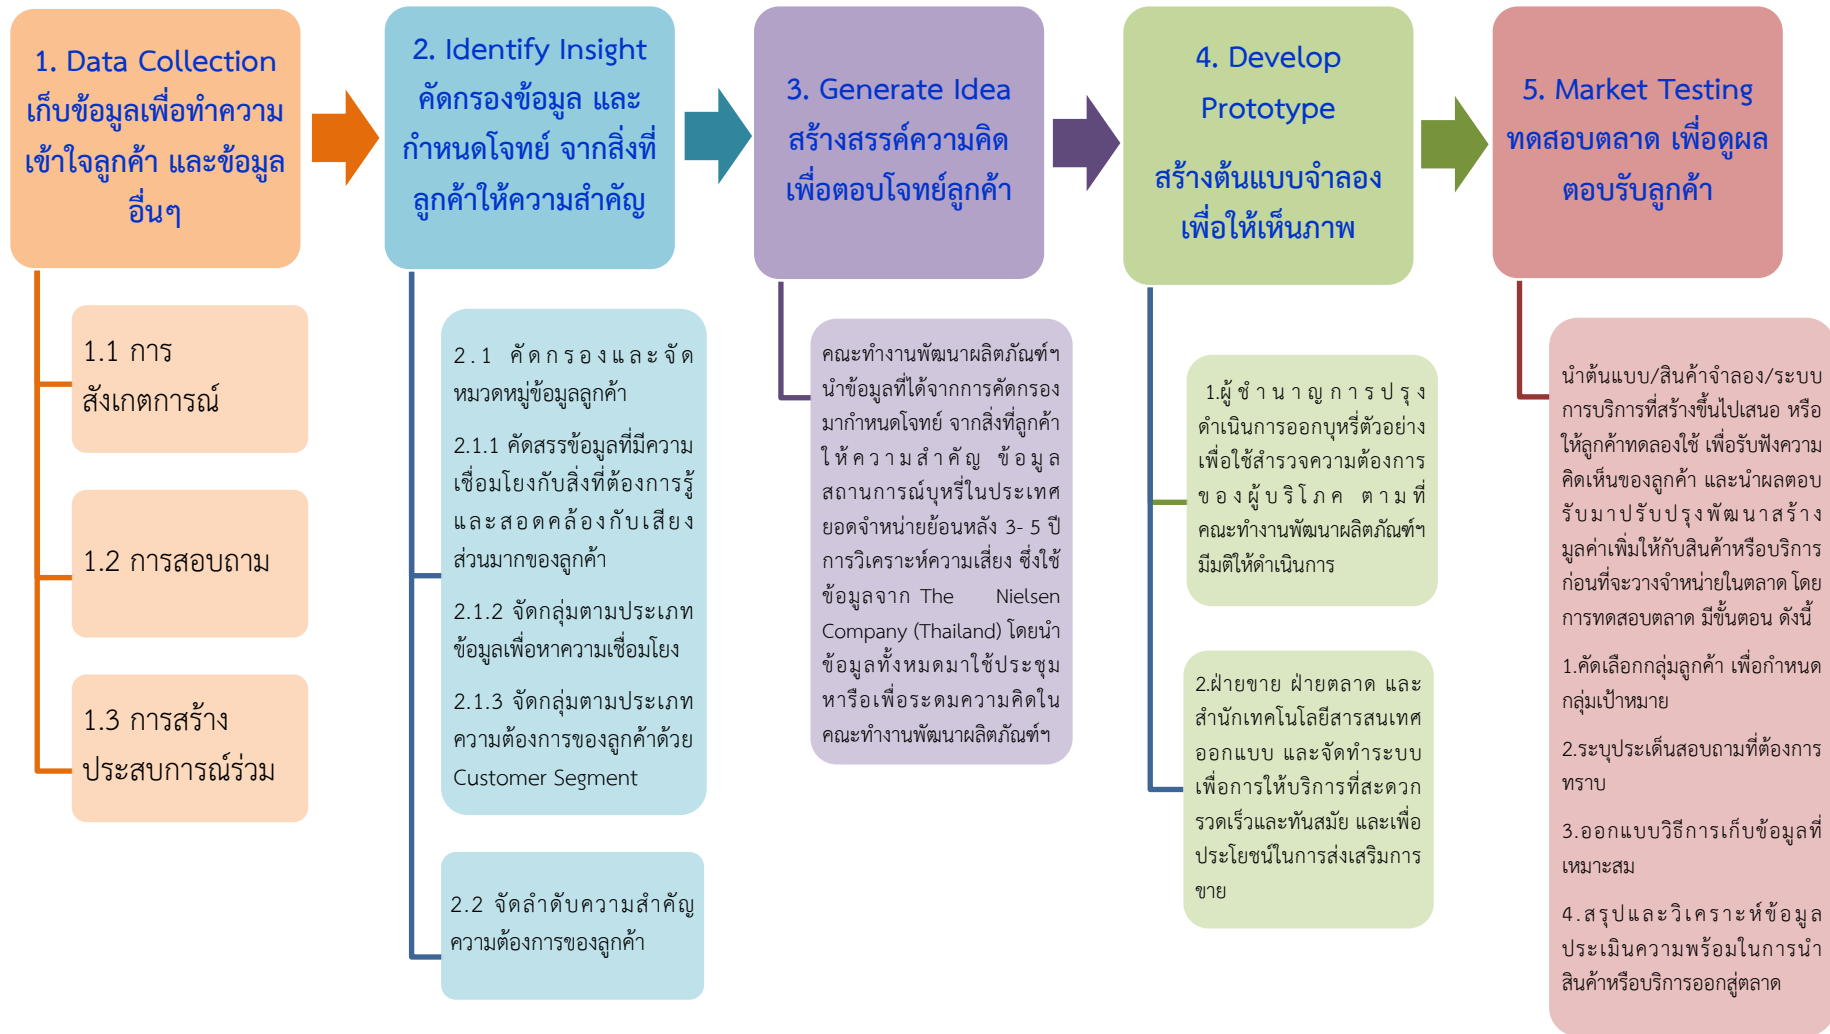 1. Data Collection
เก็บข้อมูลเพื่อทำความ
เข้าใจลูกค้า และข้อมูล
อื่นๆ
1.1 การ
สังเกตการณ์
1.2 การสอบถาม
1.3 การสร้าง
ประสบการณ์ร่วม
2. Identify Insight
คัดกรองข้อมูล และ
กำหนดโจทย์ จากสิ่งที่
ลูกค้าให้ความสำคัญ
2.1 คัดกรองและจัด
หมวดหมู่ข้อมูลลูกค้า
2.1.1 คัดสรรข้อมูลที่มีความ
เชื่อมโยงกับสิ่งที่ต้องการรู้
และสอดคล้องกับเสียง
ส่วนมากของลูกค้า
2.1.2 จัดกลุ่มตามประเภท
ข้อมูลเพื่อหาความเชื่อมโยง
2.1.3 จัดกลุ่มตามประเภท
ความต้องการของลูกค้าด้วย
Customer Segment
2.2 จัดลำดับความสำคัญ
ความต้องการของลูกค้า
3. Generate Idea
สร้างสรรค์ความคิด
เพื่อตอบโจทย์ลูกค้า
คณะทำงานพัฒนาผลิตภัณฑ์ฯ
นำข้อมูลที่ได้จากการคัดกรอง
มากำหนดโจทย์ จากสิ่งที่ลูกค้า
ให้ความสำคัญ ข้อมูล
สถานการณ์บุหรี่ในประเทศ
ยอดจำหน่ายย้อนหลัง 3- 5 ปี
การวิเคราะห์ความเสี่ยง ซึ่งใช้
ข้อมูลจาก The Nielsen
Company (Thailand) โดยนำ
ข้อมูลทั้งหมดมาใช้ประชุม
หารือเพื่อระดมความคิดใน
คณะทำงานพัฒนาผลิตภัณฑ์ฯ
4. Develop
Prototype
สร้างต้นแบบจำลอง
เพื่อให้เห็นภาพ
1.ผู้ชำนาญการปรุง
ดำเนินการออกบุหรี่ตัวอย่าง
เพื่อใช้สำรวจความต้องการ
ของผู้บริโภค ตามที่
คณะทำงานพัฒนาผลิตภัณฑ์ฯ
มีมติให้ดำเนินการ
2.ฝ่ายขาย ฝ่ายตลาด และ
สำนักเทคโนโลยีสารสนเทศ
ออกแบบ และจัดทำระบบ
เพื่อการให้บริการที่สะดวก
รวดเร็วและทันสมัย และเพื่อ
ประโยชน์ในการส่งเสริมการ
ขาย
5. Market Testing
ทดสอบตลาด เพื่อดูผล
ตอบรับลูกค้า
นำต้นแบบ/สินค้าจำลอง/ระบบ
การบริการที่สร้างขึ้นไปเสนอ หรือ
ให้ลูกค้าทดลองใช้ เพื่อรับฟังความ
คิดเห็นของลูกค้า และนำผลตอบ
รับมาปรับปรุงพัฒนาสร้าง
มูลค่าเพิ่มให้กับสินค้าหรือบริการ
ก่อนที่จะวางจำหน่ายในตลาด โดย
การทดสอบตลาด มีขั้นตอน ดังนี้
1.คัดเลือกกลุ่มลูกค้า เพื่อกำหนด
กลุ่มเป้าหมาย
2.ระบุประเด็นสอบถามที่ต้องการ
ทราบ
3.ออกแบบวิธีการเก็บข้อมูลที่
เหมาะสม
4.สรุปและวิเคราะห์ข้อมูล
ประเมินความพร้อมในการนำ
สินค้าหรือบริการออกสู่ตลาด